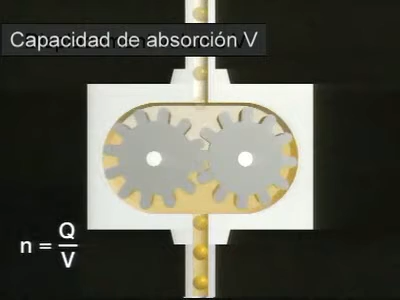 Capacidad de absorción V
n = Q/V